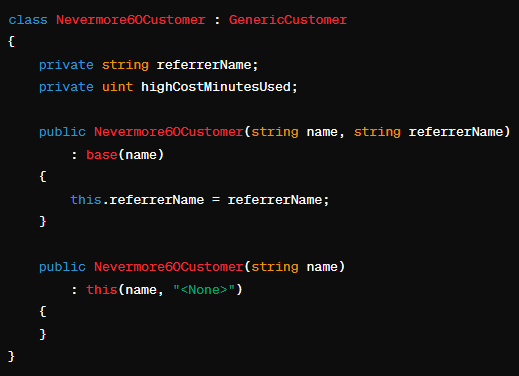 class Nevermore60Customer : GenericCustomer
{
    private string referrerName;
    private uint highCostMinutesUsed;

    public Nevermore60Customer(string name, string referrerName)
        : base(name)
    {
        this.referrerName = referrerName;
    }

    public Nevermore60Customer(string name)
        : this(name, "<None>")
    {
    }
}